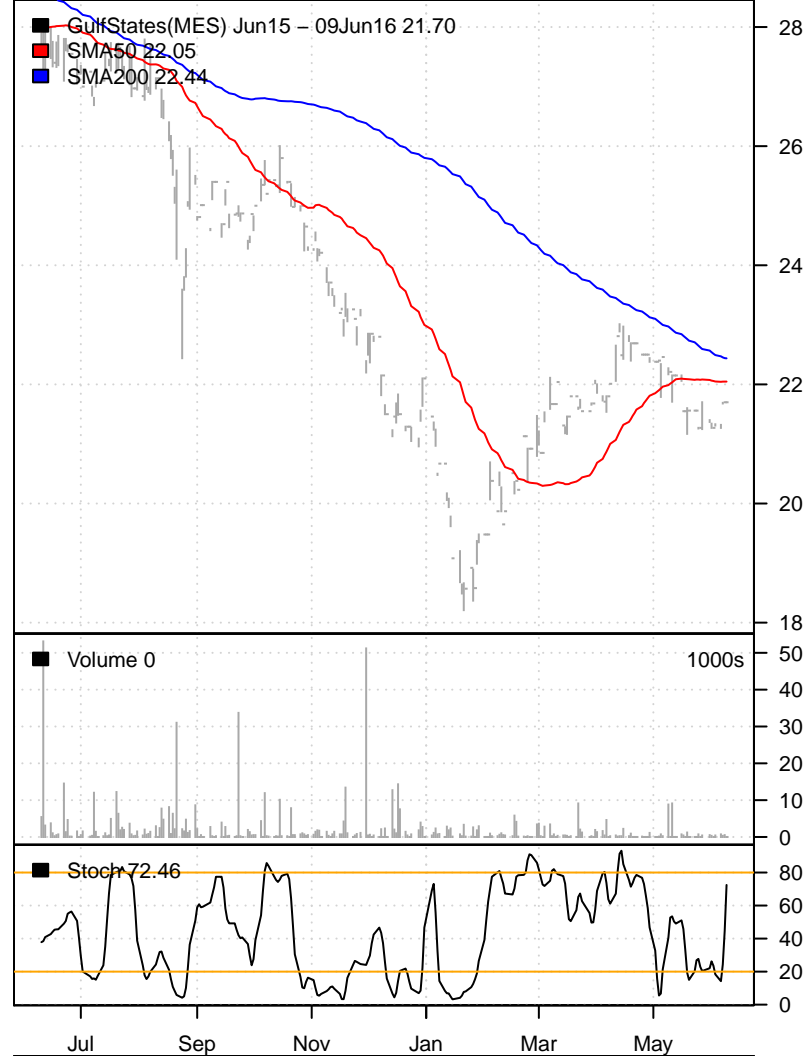 GulfStates(MES) Jun15 – 09Jun16 21.70
SMA50 22.05
SMA200 22.44
28
26
24
22
20
18
Volume 0
1000s
50
40
30
20
10
0
Stoch 72.46
80
60
40
20
0
Jul Sep Nov Jan Mar May